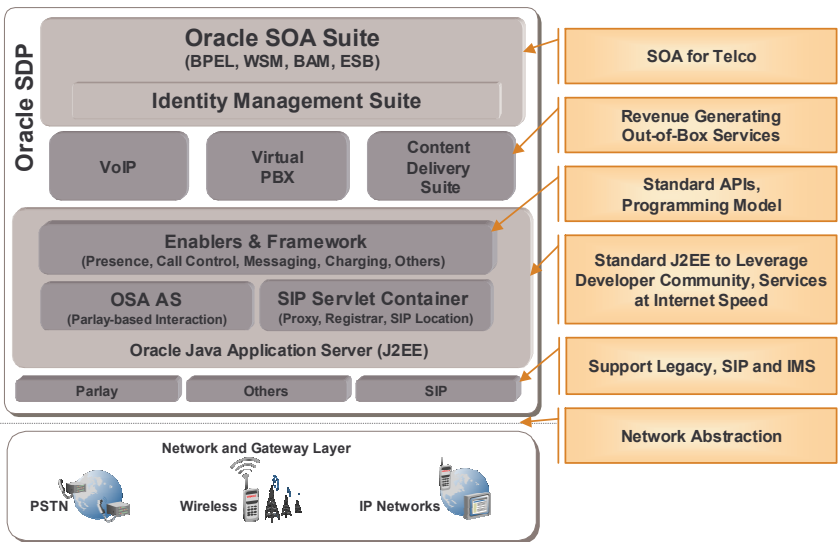 Oracle SDP
Oracle SOA Suite
(BPEL, WSM, BAM, ESB)
Identity Management Suite
VoIP
Virtual
PBX
Content
Delivery
Suite
Enablers & Framework
(Presence, Call Control, Messaging, Charging, Others)
OSA AS
(Parlay-based Interaction)
SIP Servlet Container
(Proxy, Registrar, SIP Location)
Oracle Java Application Server (J2EE)
Parlay
Others
SIP
Network and Gateway Layer
PSTN
Wireless
IP Networks
SOA for Telco
Revenue Generating
Out-of-Box Services
Standard APIs,
Programming Model
Standard J2EE to Leverage
Developer Community, Services
at Internet Speed
Support Legacy, SIP and IMS
Network Abstraction